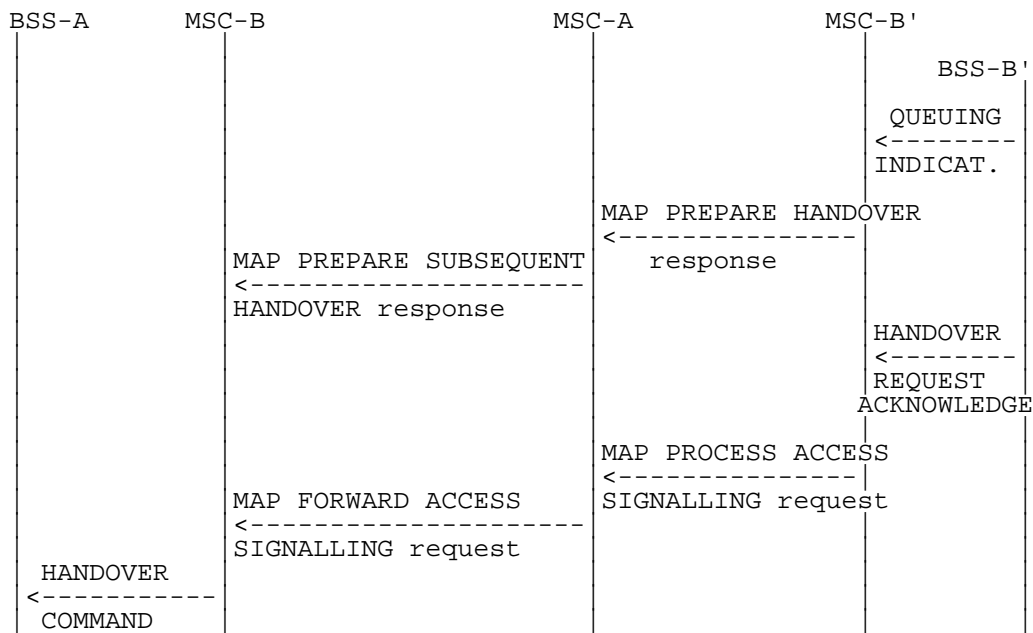 BSS-A MSC-B MSC-A MSC-B'
BSS-B'
QUEUING
INDICAT.
MAP PREPARE HANDOVER
response
MAP PREPARE SUBSEQUENT
HANDOVER response
HANDOVER
REQUEST
ACKNOWLEDGE
MAP PROCESS ACCESS
SIGNALLING request
MAP FORWARD ACCESS
SIGNALLING request
HANDOVER
COMMAND